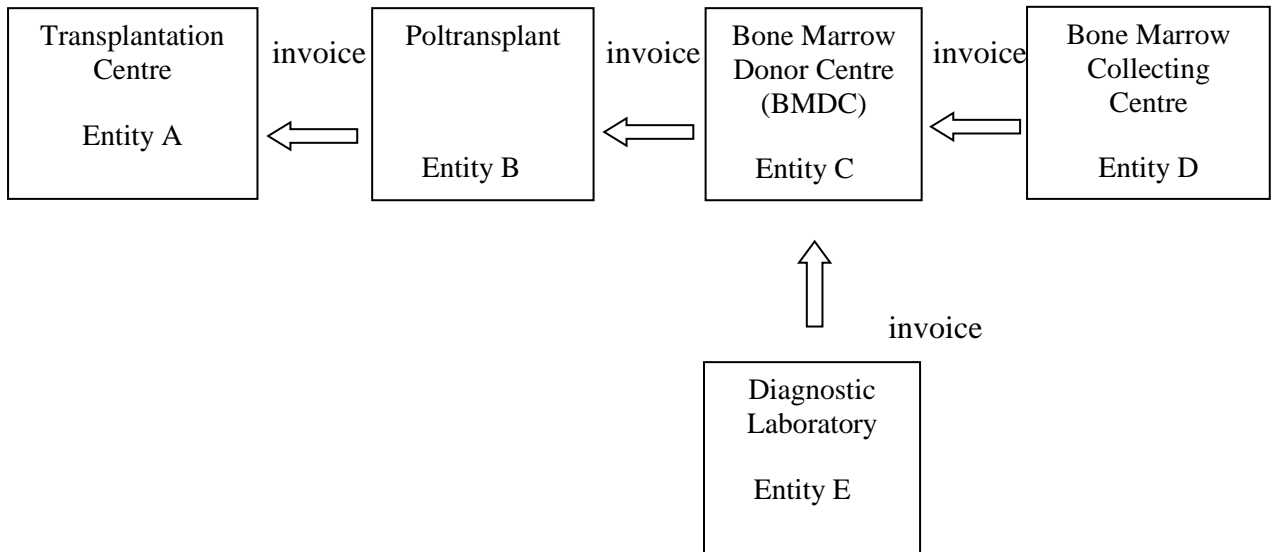 Transplantation
Centre
Entity A
invoice
Poltransplant
Entity B
invoice
Bone Marrow
Donor Centre
(BMDC)
Entity C
invoice
Bone Marrow
Collecting
Centre
Entity D
invoice
Diagnostic
Laboratory
Entity E